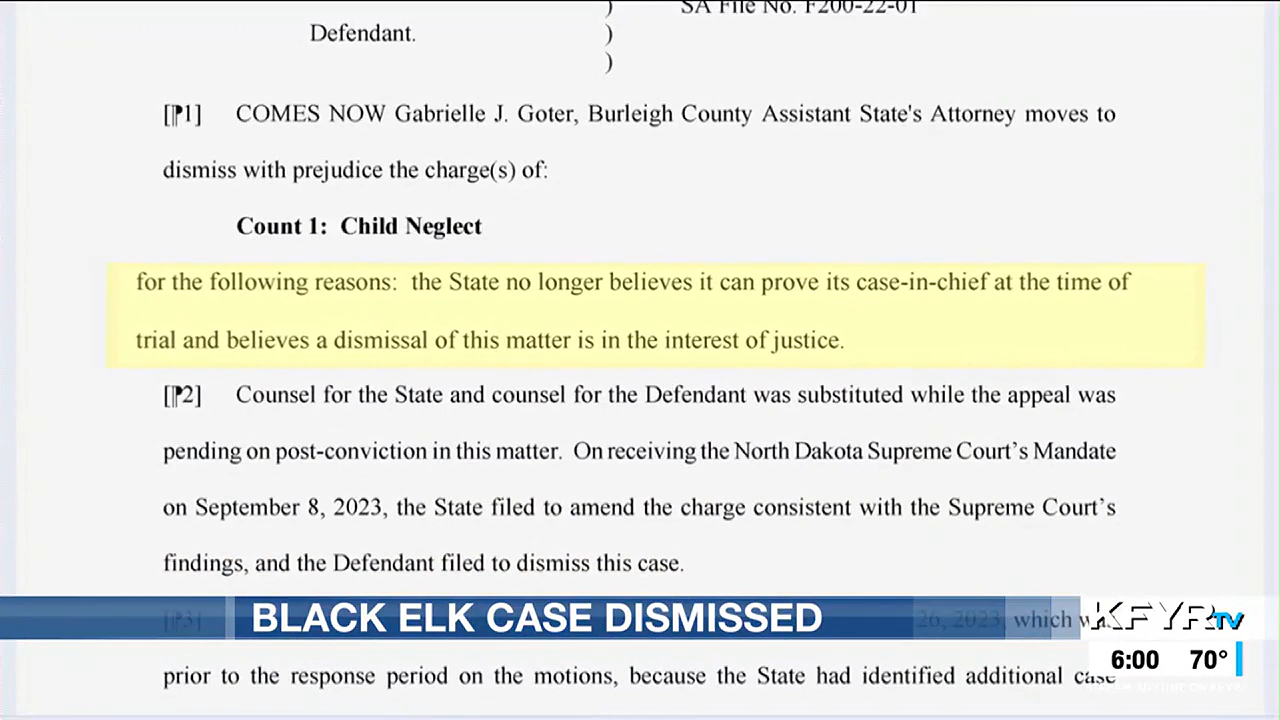 ) SA File No. F200-22-01
Defendant. )
)
[⁋1] COMES NOW Gabrielle J. Goter, Burleigh County Assistant State's Attorney moves to
dismiss with prejudice the charge(s) of:
Count 1: Child Neglect
for the following reasons: the State no longer believes it can prove its case-in-chief at the time of
trial and believes a dismissal of this matter is in the interest of justice.
[⁋2] Counsel for the State and counsel for the Defendant was substituted while the appeal was
pending on post-conviction in this matter. On receiving the North Dakota Supreme Court’s Mandate
on September 8, 2023, the State filed to amend the charge consistent with the Supreme Court’s
findings, and the Defendant filed to dismiss this case.
[⁋3] 26, 2023, which
BLACK ELK CASE DISMISSED
KFYR TV
6:00 70°
prior to the response period on the motions, because the State had identified additional case